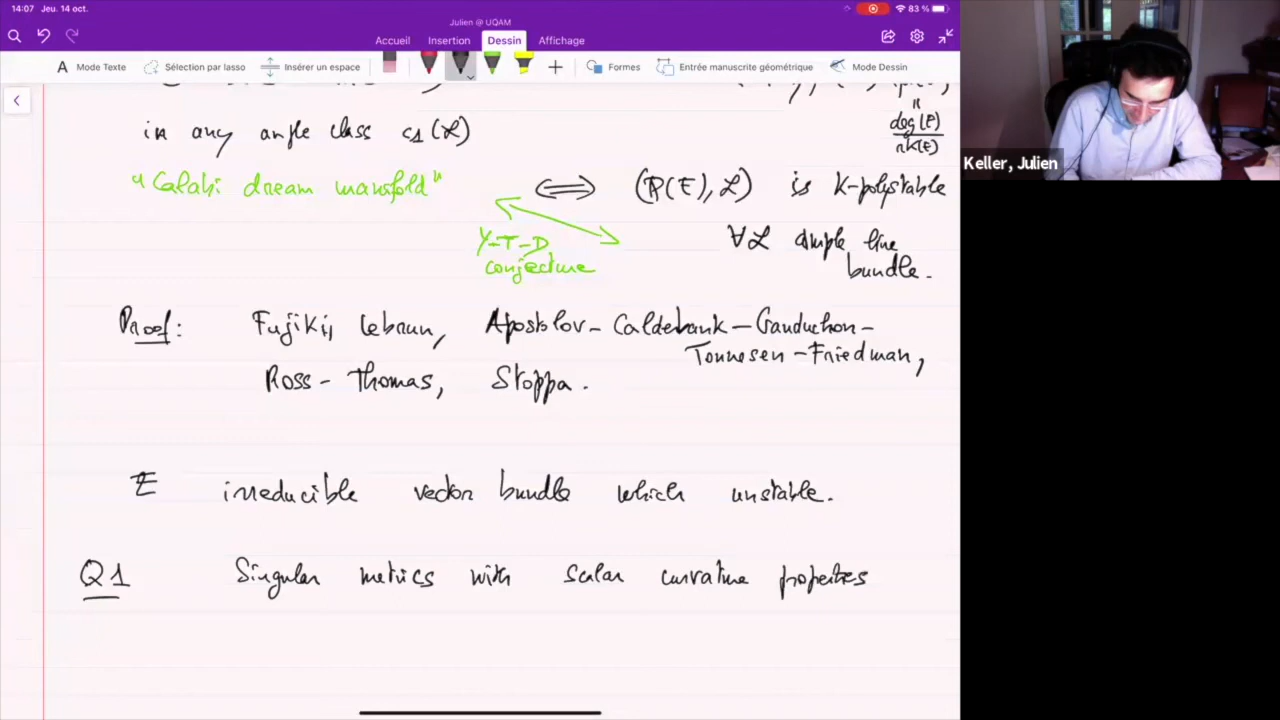 14:07 Jeu. 14 oct.
83 %
Julien @ UQAM
Accueil Insertion Dessin Affichage
A Mode Texte Sélection par lasso Insérer un espace Formes Entrée manuscrite géométrique Mode Dessin
in any angle class c1(L)
deg(E)
rk(E)
"Calabi dream manifold" ⟺ (P(E), L) is K-polystable
Y-T-D
conjecture
∀L ample line
bundle.
Proof: Fujiki, Lebrun, Apostolov - Calderbank - Gauduchon -
Tonnesen - Friedman,
Ross - Thomas, Stoppa.
E irreducible vector bundle which unstable.
Q1 Singular metrics with scalar curvature properties
Keller, Julien